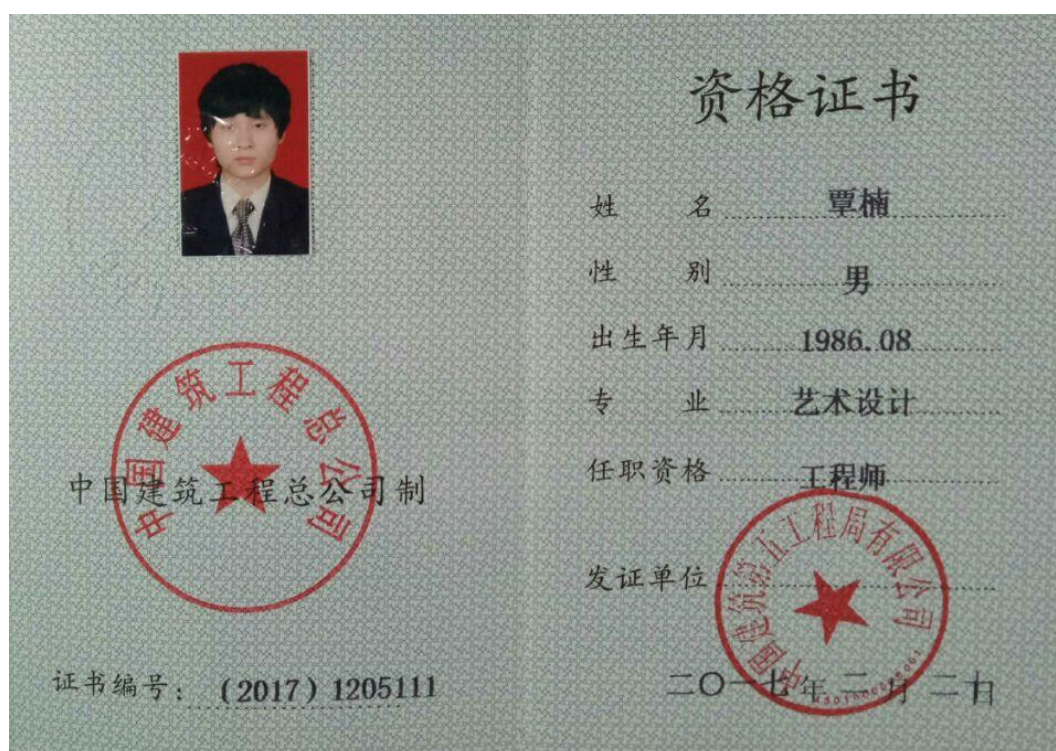 中国建筑工程总公司
中国建筑工程总公司制
证书编号：（2017）1205111
资格证书
姓 名 覃楠
性 别 男
出生年月 1986.08
专 业 艺术设计
任职资格 工程师
发证单位
中国建筑第五工程局有限公司
二〇一七年二月二十日